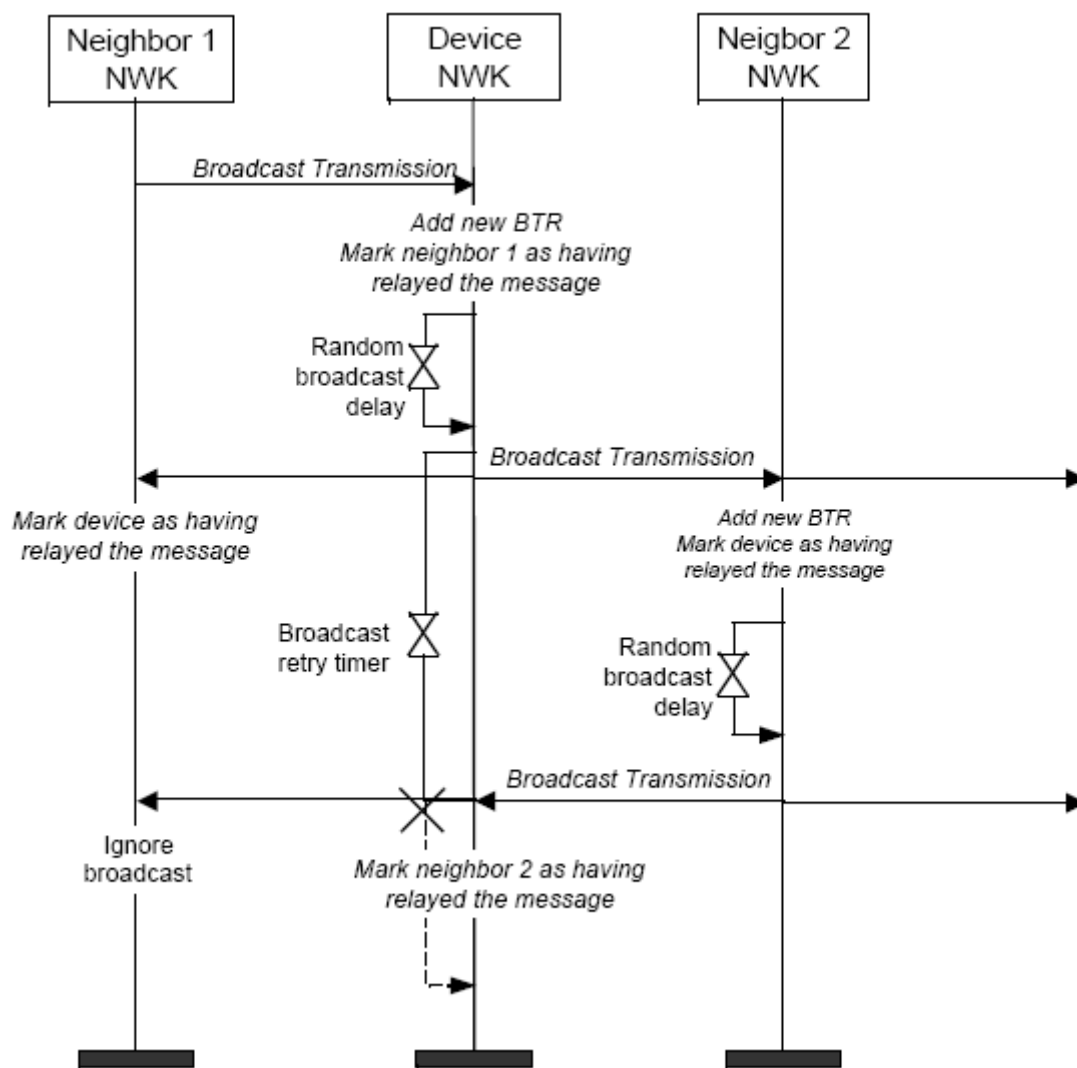 Neighbor 1
NWK
Device
NWK
Neigbor 2
NWK
Broadcast Transmission
Add new BTR
Mark neighbor 1 as having
relayed the message
Random
broadcast
delay
Broadcast Transmission
Mark device as having
relayed the message
Add new BTR
Mark device as having
relayed the message
Broadcast
retry timer
Random
broadcast
delay
Broadcast Transmission
Ignore
broadcast
Mark neighbor 2 as having
relayed the message